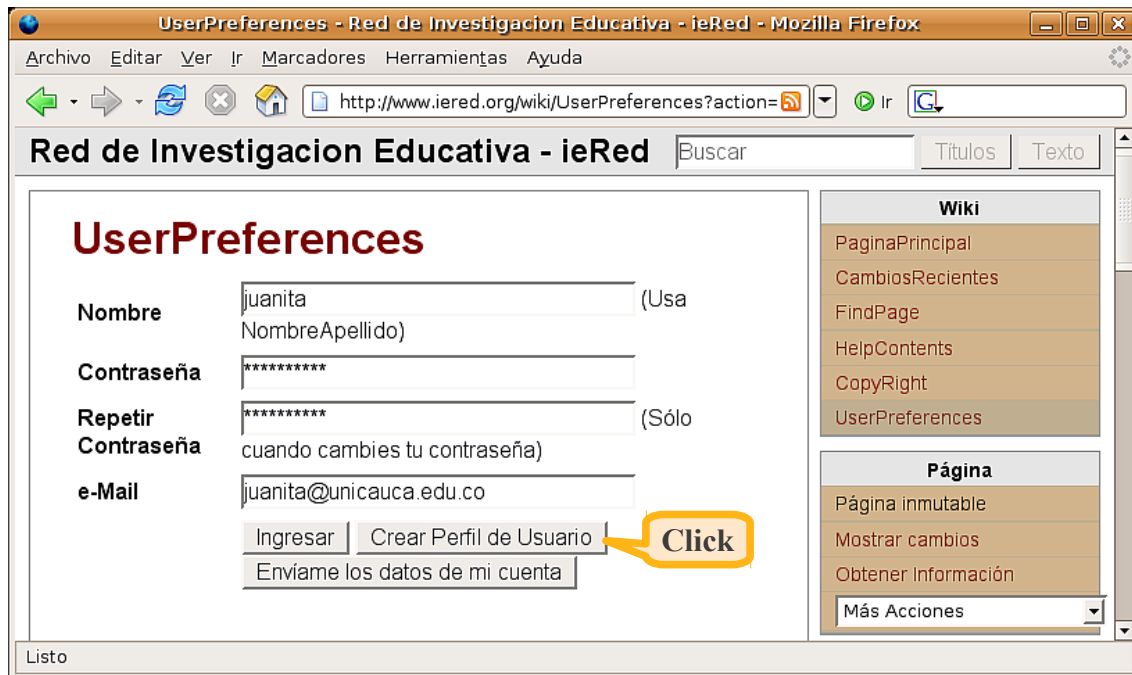 UserPreferences - Red de Investigacion Educativa - ieRed - Mozilla Firefox
Archivo Editar Ver Ir Marcadores Herramientas Ayuda
http://www.iered.org/wiki/UserPreferences?action= Ir G
Red de Investigacion Educativa - ieRed Buscar Títulos Texto
UserPreferences
Nombre juanita (Usa
NombreApellido)
Contraseña **********
Repetir Contraseña ********** (Sólo
cuando cambies tu contraseña)
e-Mail juanita@unicauca.edu.co
Ingresar Crear Perfil de Usuario Click
Envíame los datos de mi cuenta
Wiki
PaginaPrincipal
CambiosRecientes
FindPage
HelpContents
CopyRight
UserPreferences
Página
Página inmutable
Mostrar cambios
Obtener Información
Más Acciones
Listo